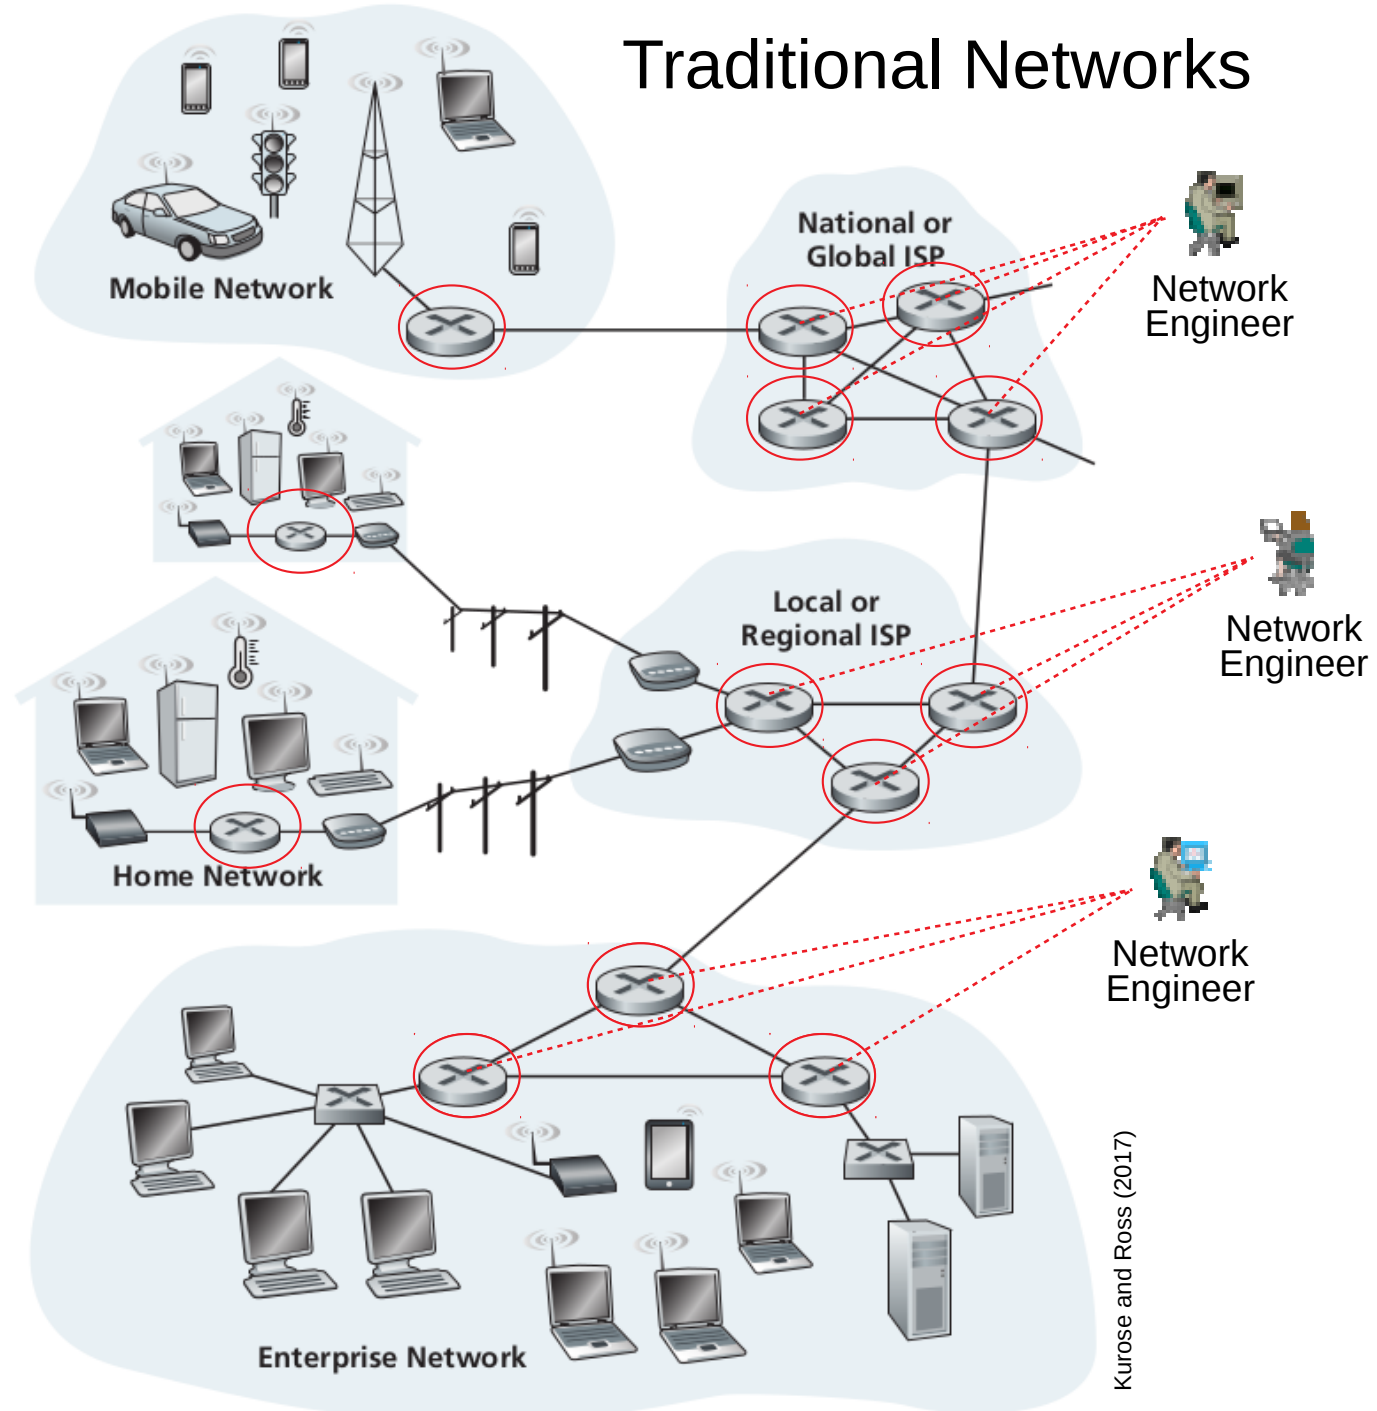 Traditional Networks
Mobile Network
National or
Global ISP
Network
Engineer
Local or
Regional ISP
Network
Engineer
Home Network
Network
Engineer
Enterprise Network
Kurose and Ross (2017)